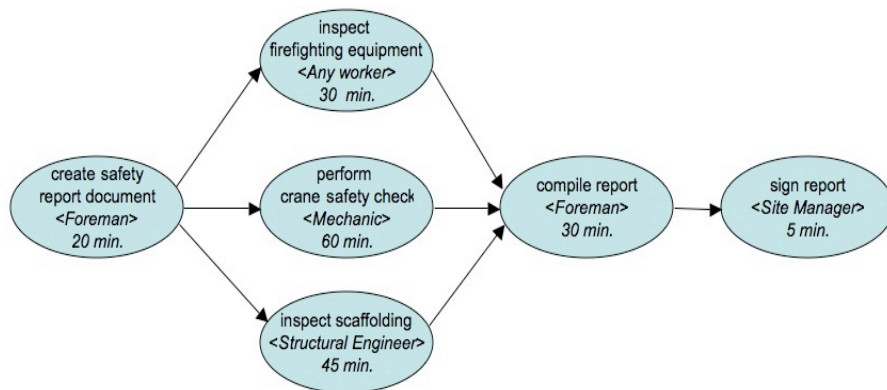 create safety
report document
<Foreman>
20 min.
inspect
firefighting equipment
<Any worker>
30 min.
perform
crane safety check
<Mechanic>
60 min.
inspect scaffolding
<Structural Engineer>
45 min.
compile report
<Foreman>
30 min.
sign report
<Site Manager>
5 min.